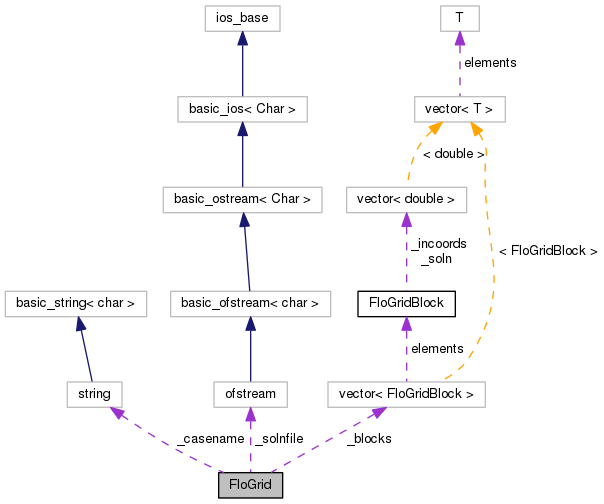 ios_base
T
elements
basic_ios< Char >
vector< T >
< double >
basic_ostream< Char >
vector< double >
_incoords
_soln
< FloGridBlock >
basic_string< char >
basic_ofstream< char >
FloGridBlock
elements
string
ofstream
vector< FloGridBlock >
_casename
_solnfile
_blocks
FloGrid